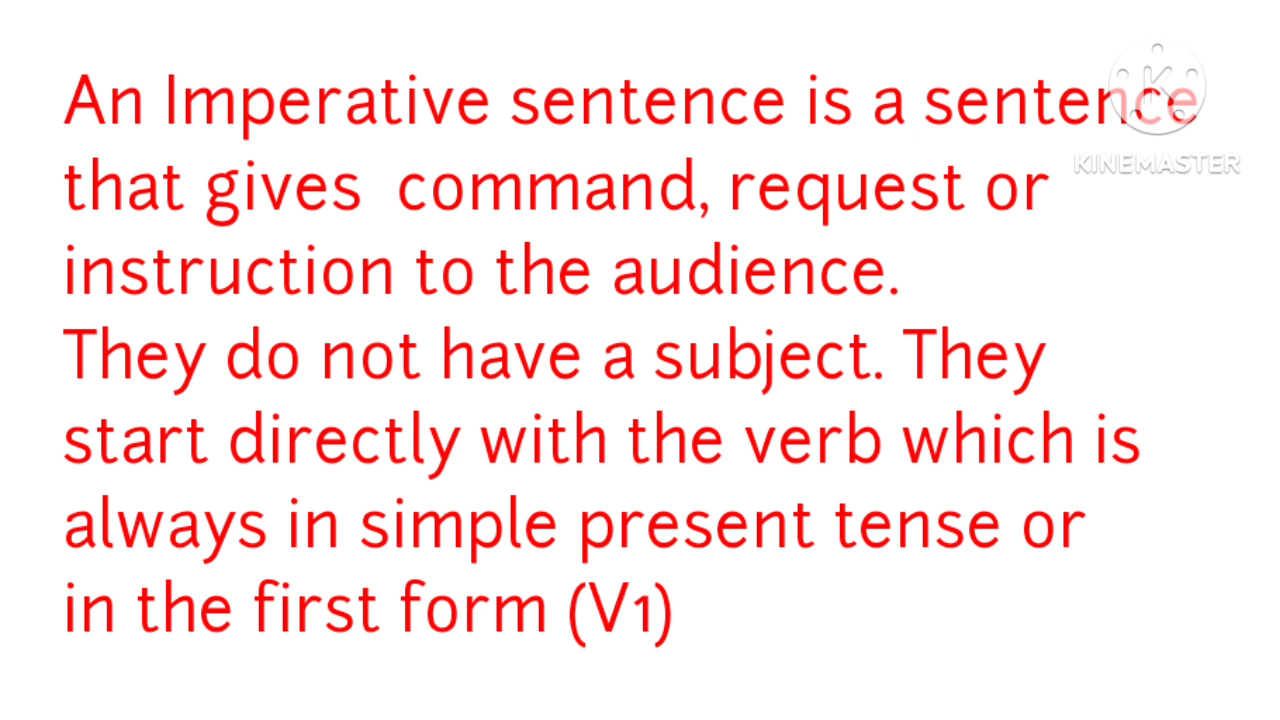 An Imperative sentence is a sentence
that gives  command, request or
instruction to the audience.
They do not have a subject. They
start directly with the verb which is
always in simple present tense or
in the first form (V1)
K
KINEMASTER